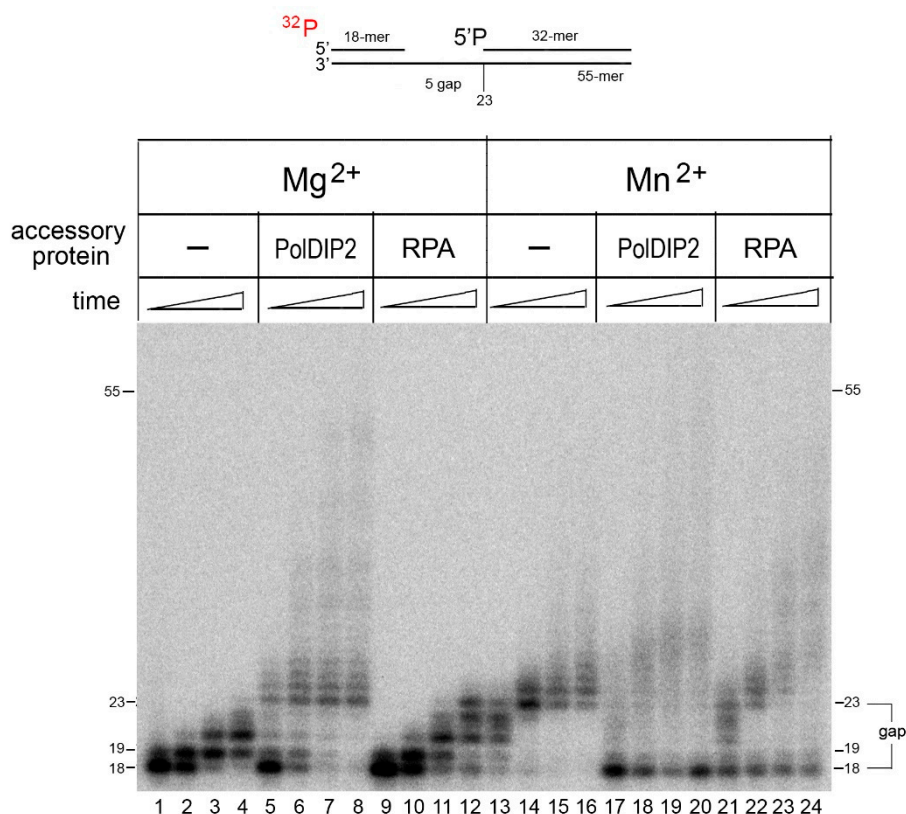 32P
18-mer 5'P 32-mer
5'
3'
5 gap 55-mer
23
Mg2+ Mn2+
accessory protein – PolDIP2 RPA – PolDIP2 RPA
time
55 55
23 23
gap
19 19
18 18
1 2 3 4 5 6 7 8 9 10 11 12 13 14 15 16 17 18 19 20 21 22 23 24